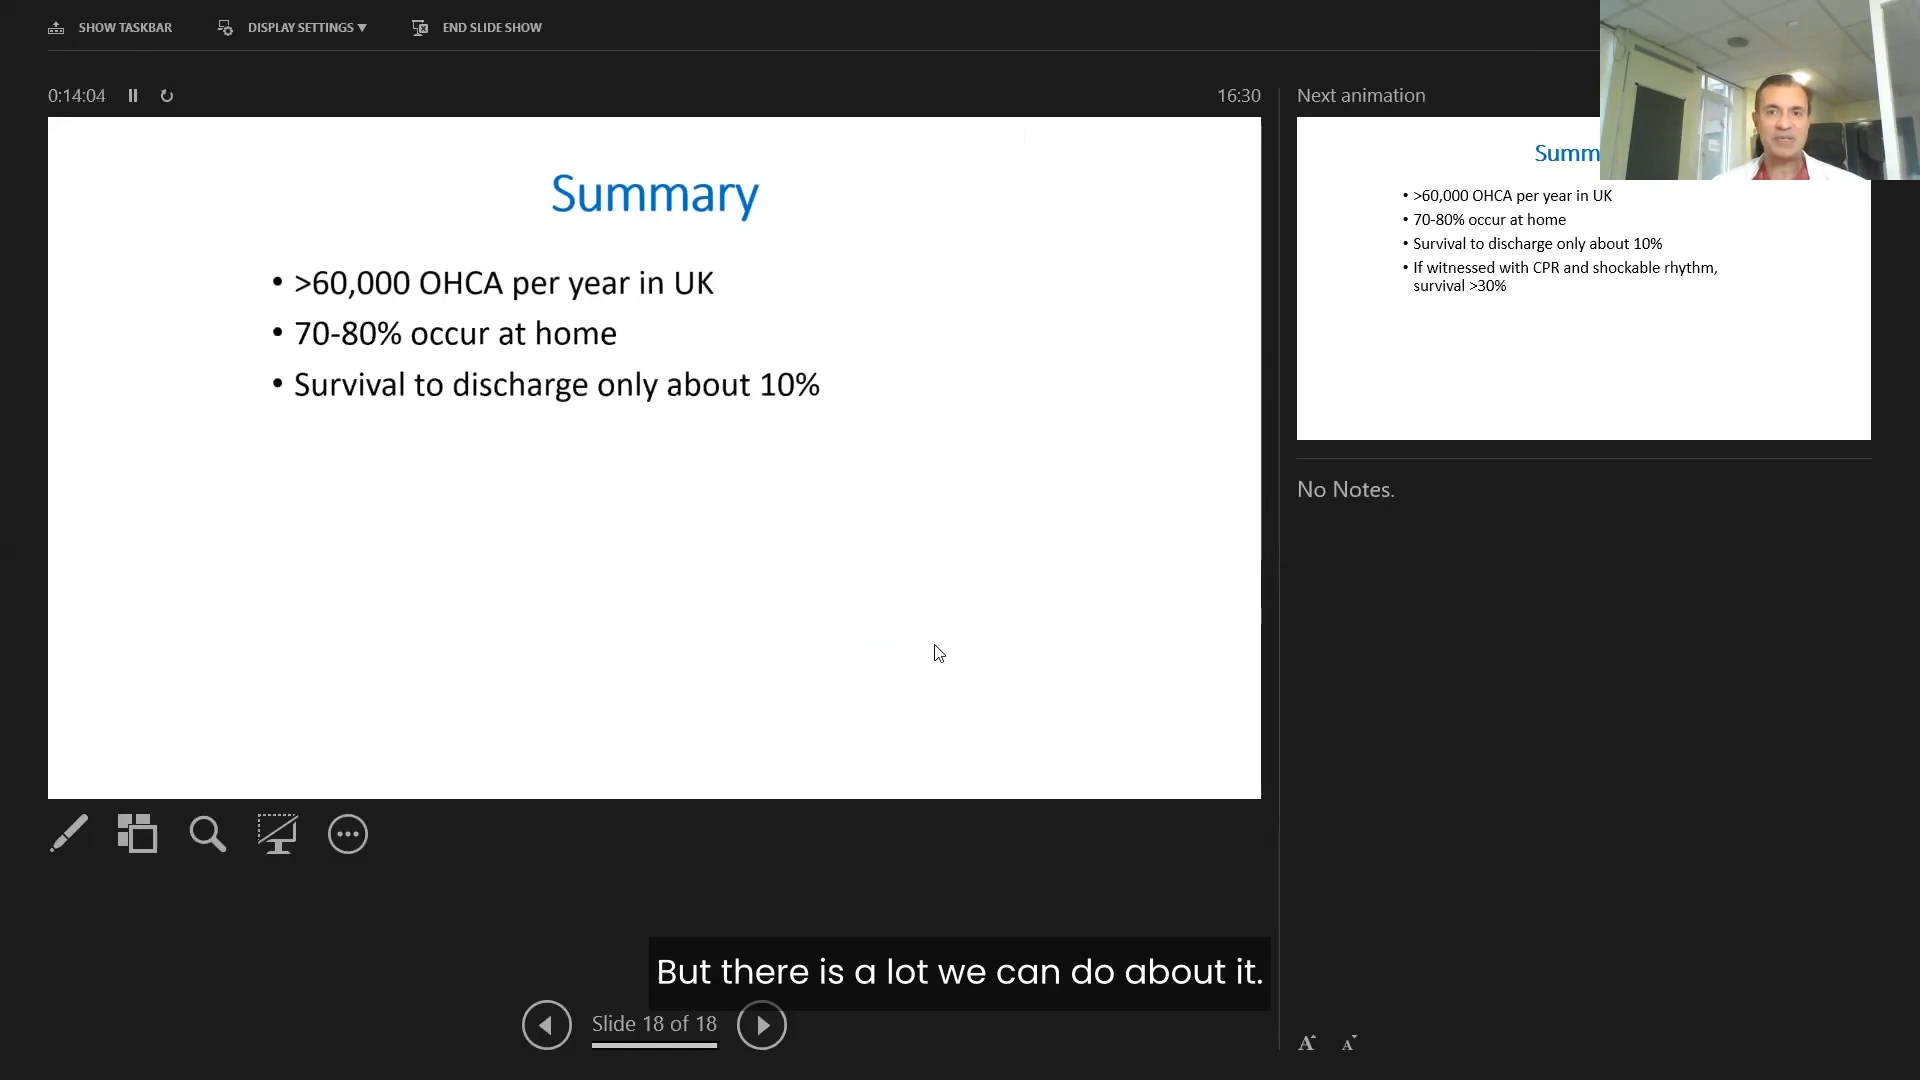 SHOW TASKBAR
DISPLAY SETTINGS ▼
END SLIDE SHOW
0:14:04
16:30
Summary
• >60,000 OHCA per year in UK
• 70-80% occur at home
• Survival to discharge only about 10%
Next animation
Summ
• >60,000 OHCA per year in UK
• 70-80% occur at home
• Survival to discharge only about 10%
• If witnessed with CPR and shockable rhythm,
survival >30%
No Notes.
But there is a lot we can do about it.
Slide 18 of 18
A A